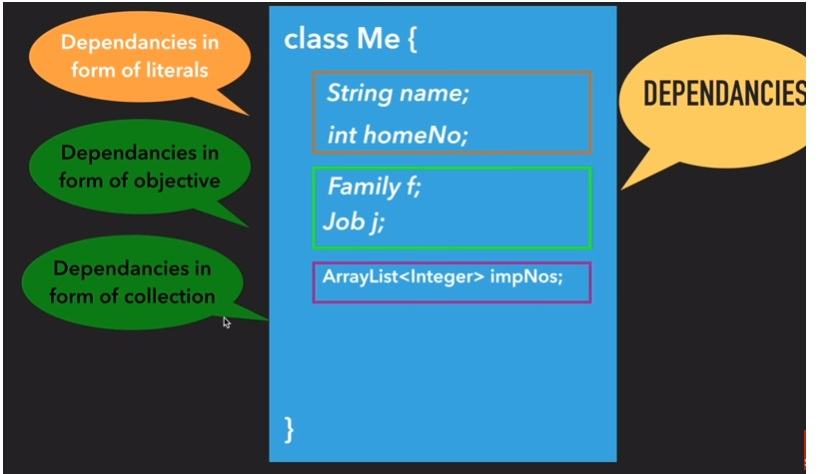 Dependancies in
form of literals
Dependancies in
form of objective
Dependancies in
form of collection
class Me {
String name;
int homeNo;
Family f;
Job j;
ArrayList<Integer> impNos;
}
DEPENDANCIES